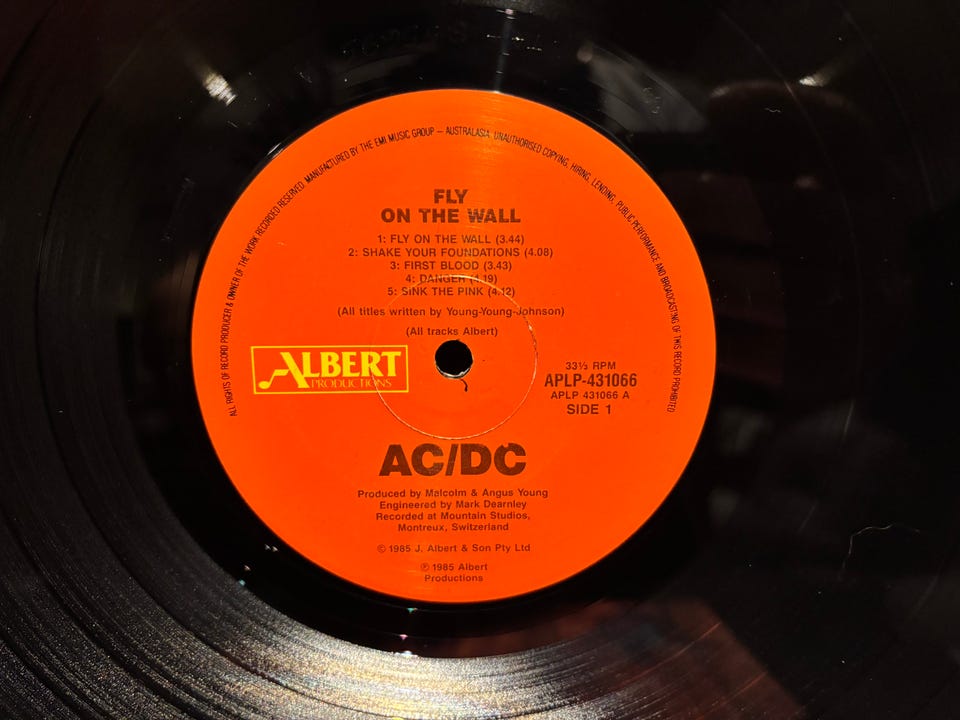 ALL RIGHTS OF RECORD PRODUCER & OWNER OF THE WORK RECORDED RESERVED. MANUFACTURED BY THE EMI MUSIC GROUP – AUSTRALASIA. UNAUTHORISED COPYING, HIRING, LENDING, PUBLIC PERFORMANCE AND BROADCASTING OF THIS RECORD PROHIBITED
FLY
ON THE WALL
1: FLY ON THE WALL (3.44)
2: SHAKE YOUR FOUNDATIONS (4.08)
3: FIRST BLOOD (3.43)
4: DANGER (4.19)
5: SINK THE PINK (4.12)
(All titles written by Young-Young-Johnson)
(All tracks Albert)
ALBERT
PRODUCTIONS
33⅓ RPM
APLP-431066
APLP 431066 A
SIDE 1
AC/DC
Produced by Malcolm & Angus Young
Engineered by Mark Dearnley
Recorded at Mountain Studios,
Montreux, Switzerland
© 1985 J. Albert & Son Pty Ltd
℗ 1985 Albert
Productions